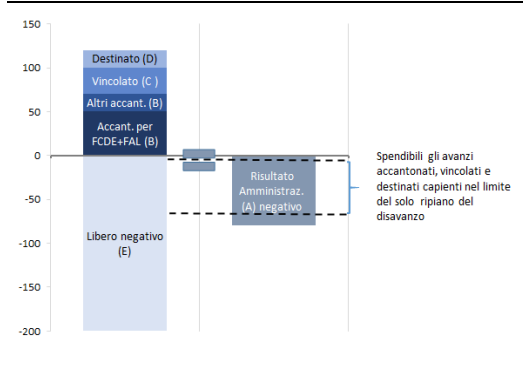 150
100
50
0
-50
-100
-150
-200
Destinato (D)
Vincolato (C )
Altri accant. (B)
Accant. per
FCDE+FAL (B)
Libero negativo
(E)
Risultato
Amministraz.
(A) negativo
Spendibili gli avanzi
accantonati, vincolati e
destinati capienti nel limite
del solo ripiano del
disavanzo